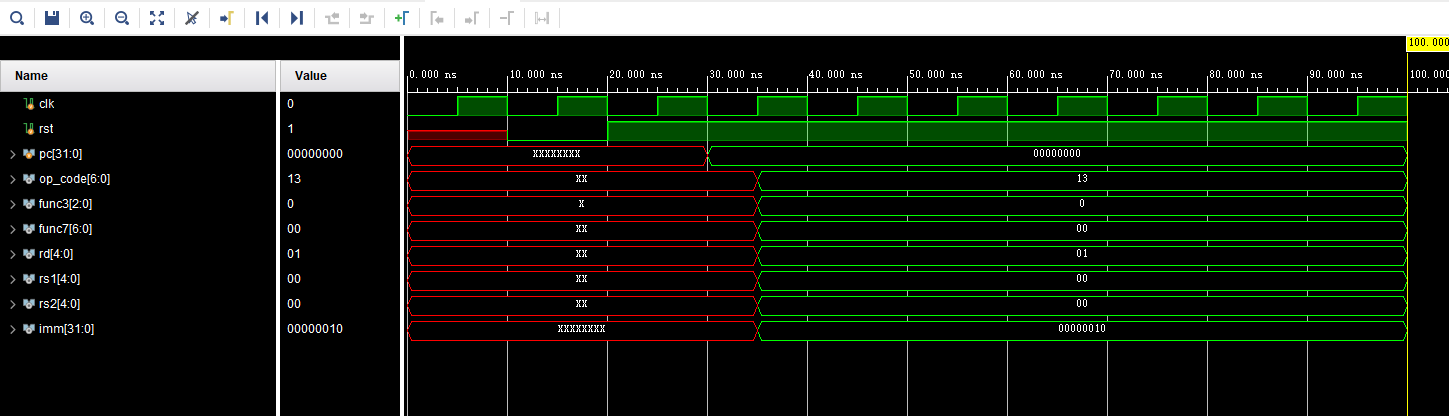 100.000
Name Value 0.000 ns 10.000 ns 20.000 ns 30.000 ns 40.000 ns 50.000 ns 60.000 ns 70.000 ns 80.000 ns 90.000 ns 100.000
clk 0
rst 1
pc[31:0] 00000000 XXXXXXXX 00000000
op_code[6:0] 13 XX 13
func3[2:0] 0 X 0
func7[6:0] 00 XX 00
rd[4:0] 01 XX 01
rs1[4:0] 00 XX 00
rs2[4:0] 00 XX 00
imm[31:0] 00000010 XXXXXXXX 00000010